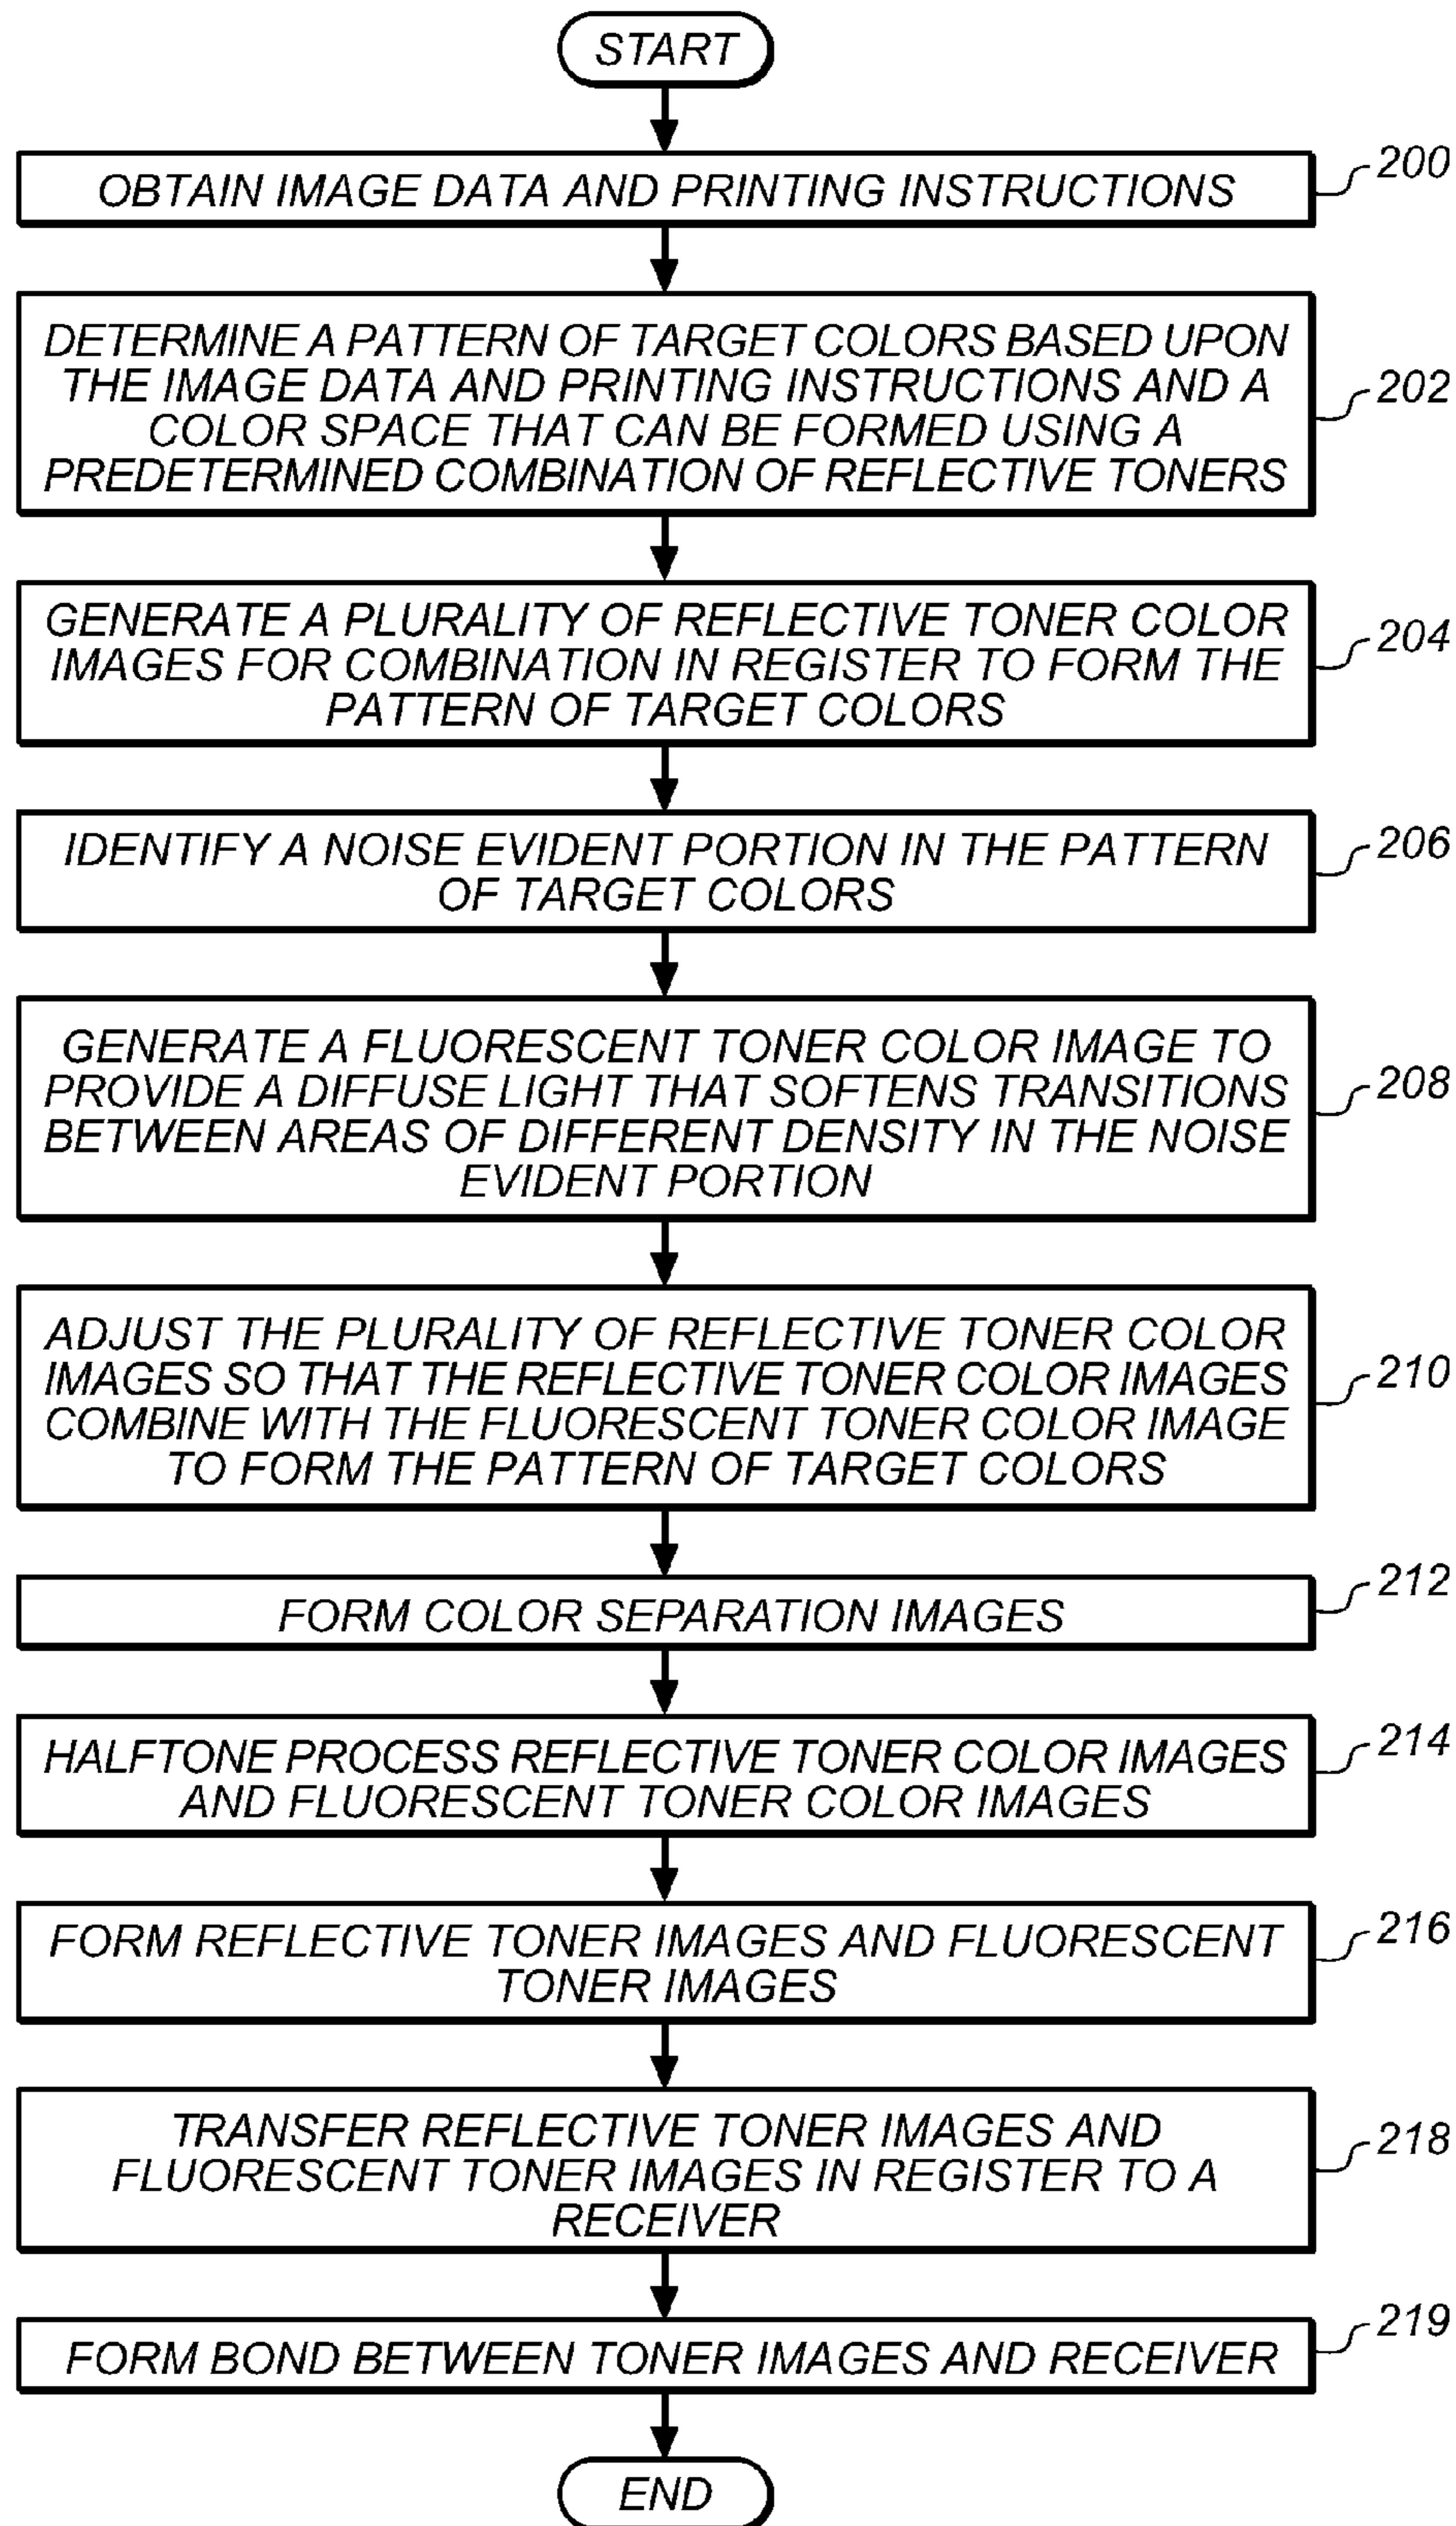 START
OBTAIN IMAGE DATA AND PRINTING INSTRUCTIONS
200
DETERMINE A PATTERN OF TARGET COLORS BASED UPON
THE IMAGE DATA AND PRINTING INSTRUCTIONS AND A
COLOR SPACE THAT CAN BE FORMED USING A
PREDETERMINED COMBINATION OF REFLECTIVE TONERS
202
GENERATE A PLURALITY OF REFLECTIVE TONER COLOR
IMAGES FOR COMBINATION IN REGISTER TO FORM THE
PATTERN OF TARGET COLORS
204
IDENTIFY A NOISE EVIDENT PORTION IN THE PATTERN
OF TARGET COLORS
206
GENERATE A FLUORESCENT TONER COLOR IMAGE TO
PROVIDE A DIFFUSE LIGHT THAT SOFTENS TRANSITIONS
BETWEEN AREAS OF DIFFERENT DENSITY IN THE NOISE
EVIDENT PORTION
208
ADJUST THE PLURALITY OF REFLECTIVE TONER COLOR
IMAGES SO THAT THE REFLECTIVE TONER COLOR IMAGES
COMBINE WITH THE FLUORESCENT TONER COLOR IMAGE
TO FORM THE PATTERN OF TARGET COLORS
210
FORM COLOR SEPARATION IMAGES
212
HALFTONE PROCESS REFLECTIVE TONER COLOR IMAGES
AND FLUORESCENT TONER COLOR IMAGES
214
FORM REFLECTIVE TONER IMAGES AND FLUORESCENT
TONER IMAGES
216
TRANSFER REFLECTIVE TONER IMAGES AND
FLUORESCENT TONER IMAGES IN REGISTER TO A
RECEIVER
218
FORM BOND BETWEEN TONER IMAGES AND RECEIVER
219
END